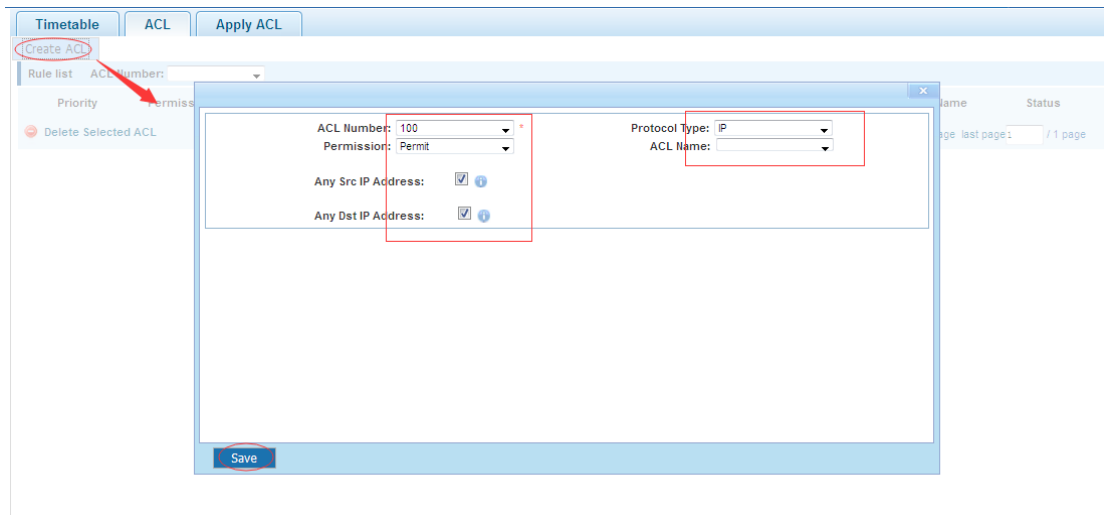 Timetable ACL Apply ACL
Create ACL
Rule list ACL Number:
Priority Permiss Name Status
Delete Selected ACL age last page 1 / 1 page
ACL Number: 100 * Protocol Type: IP
Permission: Permit ACL Name:
Any Src IP Address:
Any Dst IP Address:
Save